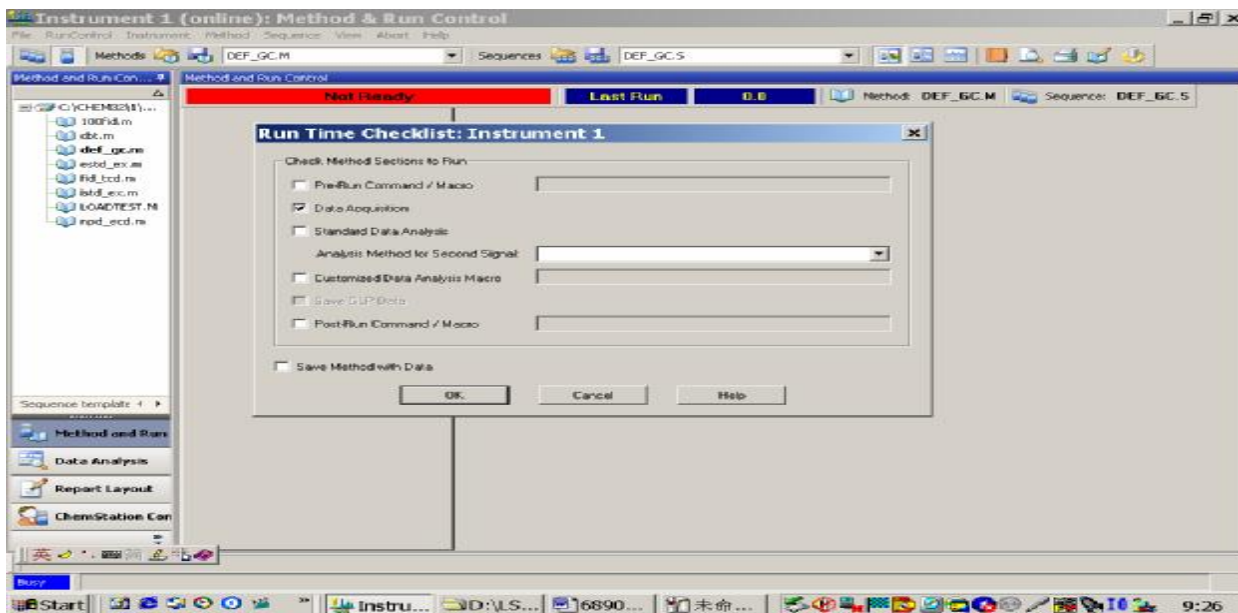 Instrument 1 (online): Method & Run Control
File RunControl Instrument Method Sequence View Abort Help
Methods DEF_GC.M Sequences DEF_GC.S
Method and Run Con...
Method and Run Control
Not Ready Last Run 0.0 Method: DEF_GC.M Sequence: DEF_GC.S
C:\CHEM32\1\...
100fid.m
dbt.m
def_gc.m
estd_ex.m
fid_tcd.m
istd_ex.m
LOADTEST.M
npd_ecd.m
Run Time Checklist: Instrument 1
Check Method Sections to Run
Pre-Run Command / Macro
Data Acquisition
Standard Data Analysis
Analysis Method for Second Signal:
Customized Data Analysis Macro
Save GLP Data
Post-Run Command / Macro
Save Method with Data
OK Cancel Help
Sequence template
Method and Run
Data Analysis
Report Layout
ChemStation Con
英
Busy
Start Instru... D:\LS... 6890... 未命... 9:26